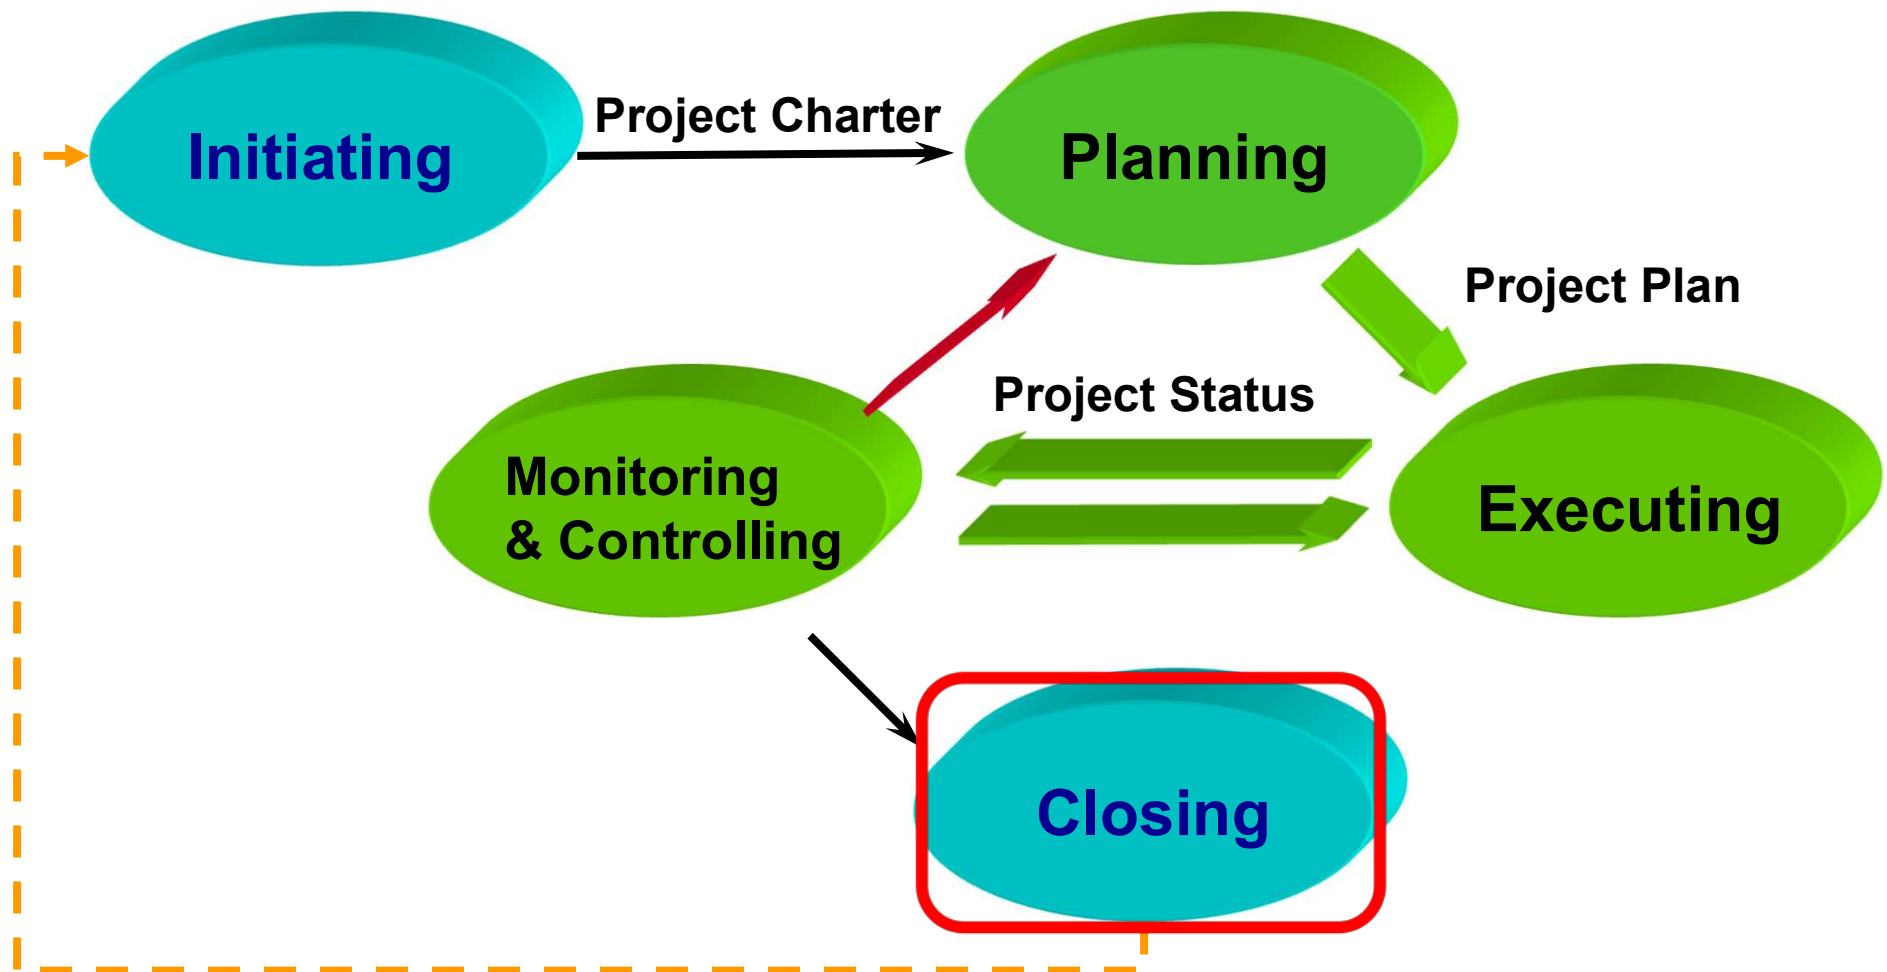 Initiating
Project Charter
Planning
Project Plan
Project Status
Monitoring
& Controlling
Executing
Closing